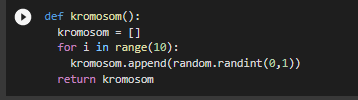 def kromosom():
  kromosom = []
  for i in range(10):
    kromosom.append(random.randint(0,1))
  return kromosom